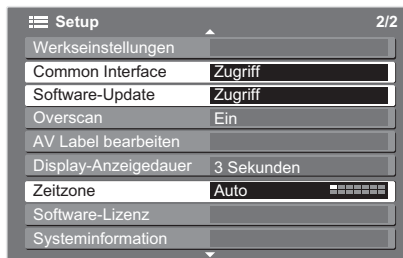 Setup 2/2
Werkseinstellungen
Common Interface Zugriff
Software-Update Zugriff
Overscan Ein
AV Label bearbeiten
Display-Anzeigedauer 3 Sekunden
Zeitzone Auto
Software-Lizenz
Systeminformation